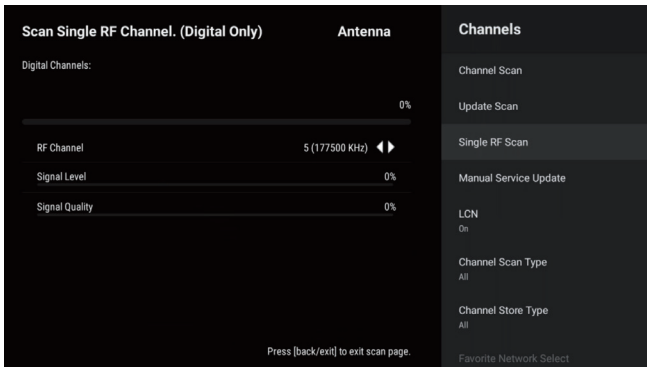 Scan Single RF Channel. (Digital Only) Antenna
Digital Channels:
0%
RF Channel 5 (177500 KHz)
Signal Level 0%
Signal Quality 0%
Press [back/exit] to exit scan page.
Channels
Channel Scan
Update Scan
Single RF Scan
Manual Service Update
LCN
On
Channel Scan Type
All
Channel Store Type
All
Favorite Network Select